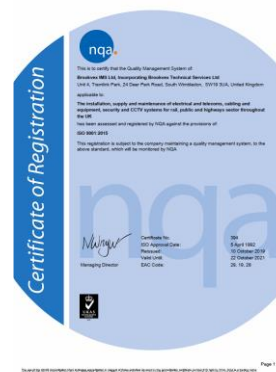 nqa.
This is to certify that the Quality Management System of:
Brookvex IMS Ltd, Incorporating Brookvex Technical Services Ltd
Unit 6, Trentino Park, 24 Deer Park Road, South Wimbledon, SW19 3UA, United Kingdom
applicable to:
The installation, supply and maintenance of electrical and telecoms, cabling and
equipment, security and CCTV systems for rail, public and highways sector throughout
the UK
has been assessed and registered by NQA against the provisions of:
ISO 9001:2015
This registration is subject to the company maintaining a quality management system, to the
above standard, which will be monitored by NQA
Certificate of Registration
nqa
Managing Director
Certificate No.
ISO Approval Date:
5 April 1992
Reissued:
10 October 2019
Valid Until:
22 October 2021
EAC Code:
28, 19, 28
UKAS
Page 1